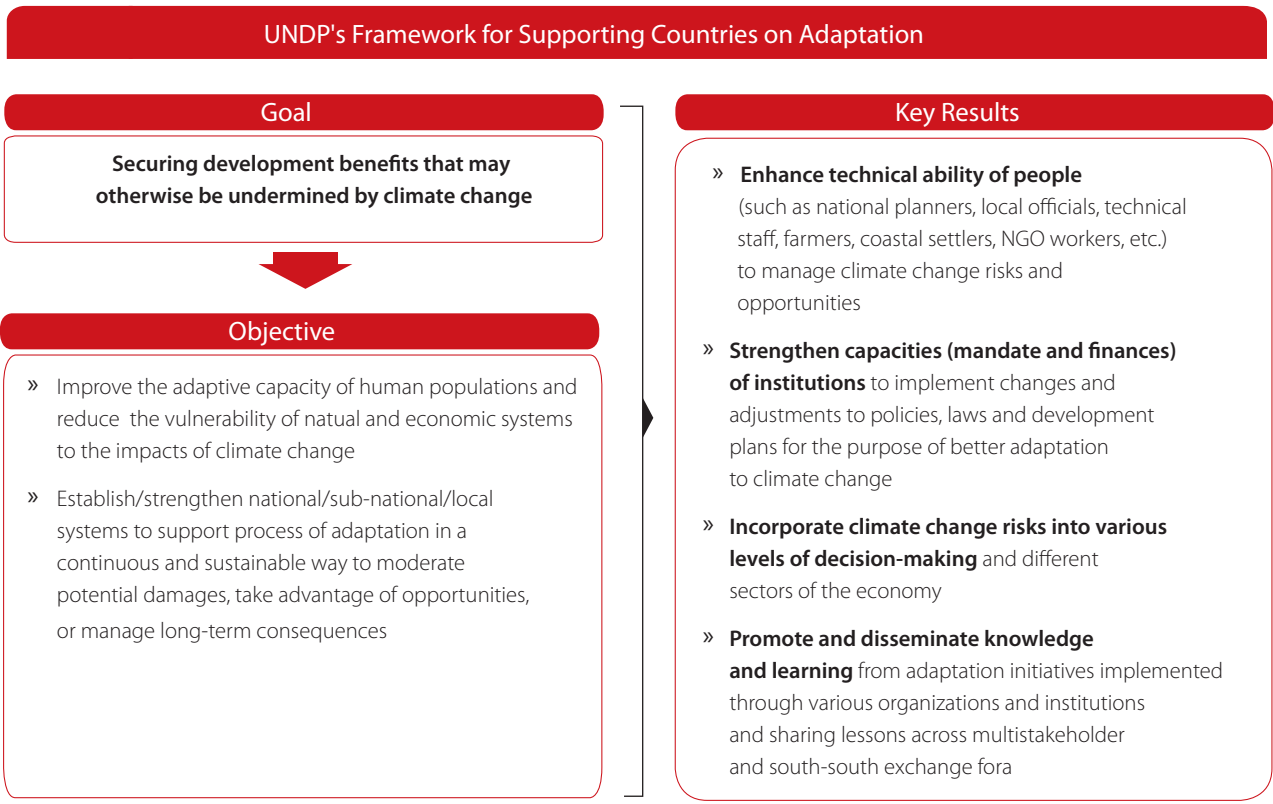 UNDP's Framework for Supporting Countries on Adaptation
Goal
Securing development benefits that may
otherwise be undermined by climate change
Objective
» Improve the adaptive capacity of human populations and
reduce the vulnerability of natual and economic systems
to the impacts of climate change
» Establish/strengthen national/sub-national/local
systems to support process of adaptation in a
continuous and sustainable way to moderate
potential damages, take advantage of opportunities,
or manage long-term consequences
Key Results
» Enhance technical ability of people
(such as national planners, local officials, technical
staff, farmers, coastal settlers, NGO workers, etc.)
to manage climate change risks and
opportunities
» Strengthen capacities (mandate and finances)
of institutions to implement changes and
adjustments to policies, laws and development
plans for the purpose of better adaptation
to climate change
» Incorporate climate change risks into various
levels of decision-making and different
sectors of the economy
» Promote and disseminate knowledge
and learning from adaptation initiatives implemented
through various organizations and institutions
and sharing lessons across multistakeholder
and south-south exchange fora